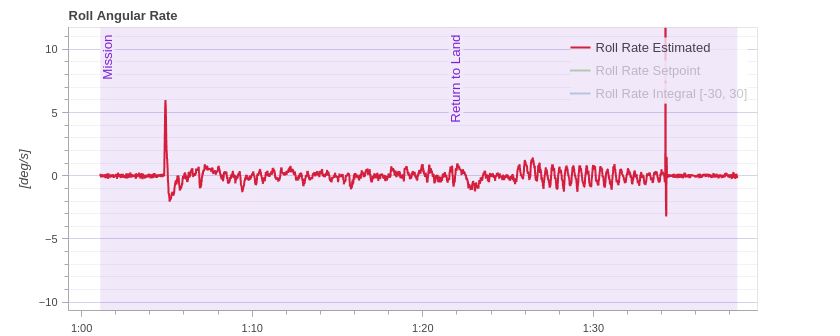 Roll Angular Rate
Mission
Return to Land
Roll Rate Estimated
Roll Rate Setpoint
Roll Rate Integral [-30, 30]
[deg/s]
10
5
0
−5
−10
1:00
1:10
1:20
1:30